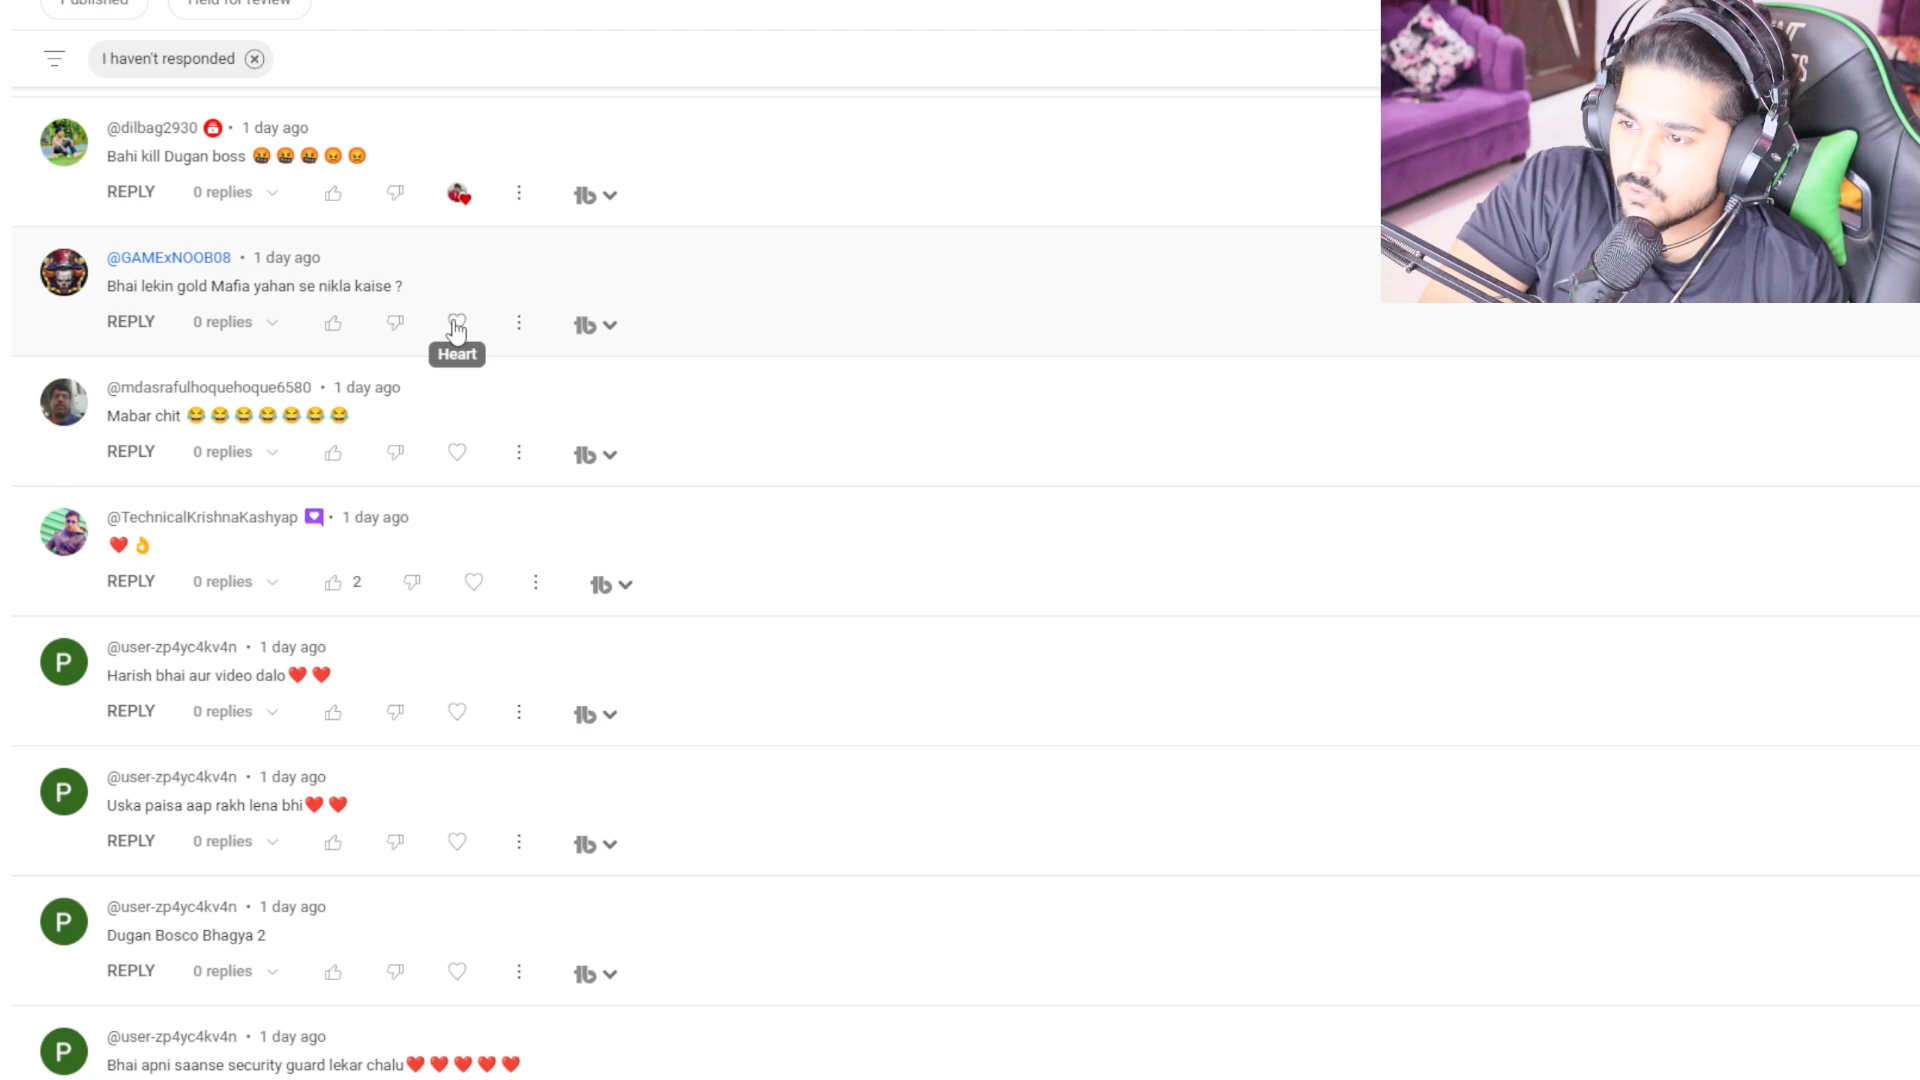 Published Held for review
I haven't responded
@dilbag2930 • 1 day ago
Bahi kill Dugan boss 🤬 🤬 🤬 😡 😡
REPLY 0 replies
@GAMExNOOB08 • 1 day ago
Bhai lekin gold Mafia yahan se nikla kaise ?
REPLY 0 replies
Heart
@mdasrafulhoquehoque6580 • 1 day ago
Mabar chit 😂 😂 😂 😂 😂 😂 😂
REPLY 0 replies
@TechnicalKrishnaKashyap • 1 day ago
❤️ 👌
REPLY 0 replies 2
P @user-zp4yc4kv4n • 1 day ago
Harish bhai aur video dalo❤️ ❤️
REPLY 0 replies
P @user-zp4yc4kv4n • 1 day ago
Uska paisa aap rakh lena bhi❤️ ❤️
REPLY 0 replies
P @user-zp4yc4kv4n • 1 day ago
Dugan Bosco Bhagya 2
REPLY 0 replies
P @user-zp4yc4kv4n • 1 day ago
Bhai apni saanse security guard lekar chalu❤️ ❤️ ❤️ ❤️ ❤️